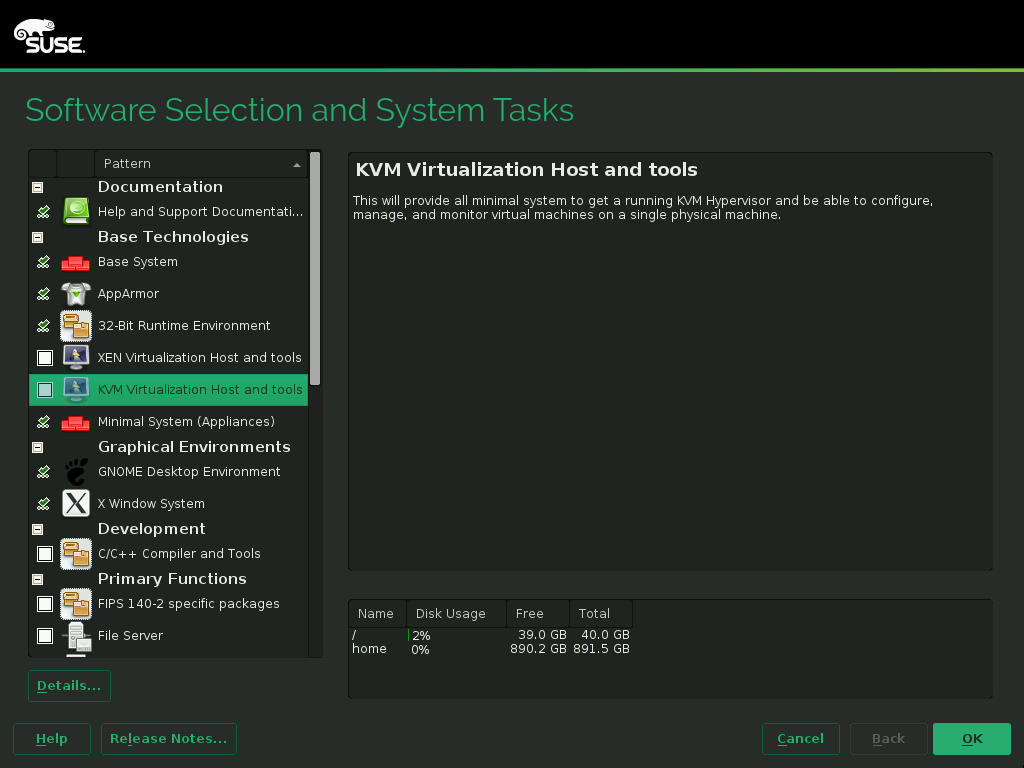 SUSE.
Software Selection and System Tasks
Pattern
Documentation
Help and Support Documentati...
Base Technologies
Base System
AppArmor
32-Bit Runtime Environment
XEN Virtualization Host and tools
KVM Virtualization Host and tools
Minimal System (Appliances)
Graphical Environments
GNOME Desktop Environment
X Window System
Development
C/C++ Compiler and Tools
Primary Functions
FIPS 140-2 specific packages
File Server
Details...
KVM Virtualization Host and tools
This will provide all minimal system to get a running KVM Hypervisor and be able to configure,
manage, and monitor virtual machines on a single physical machine.
Name Disk Usage Free Total
/ 2% 39.0 GB 40.0 GB
home 0% 890.2 GB 891.5 GB
Help Release Notes... Cancel Back OK